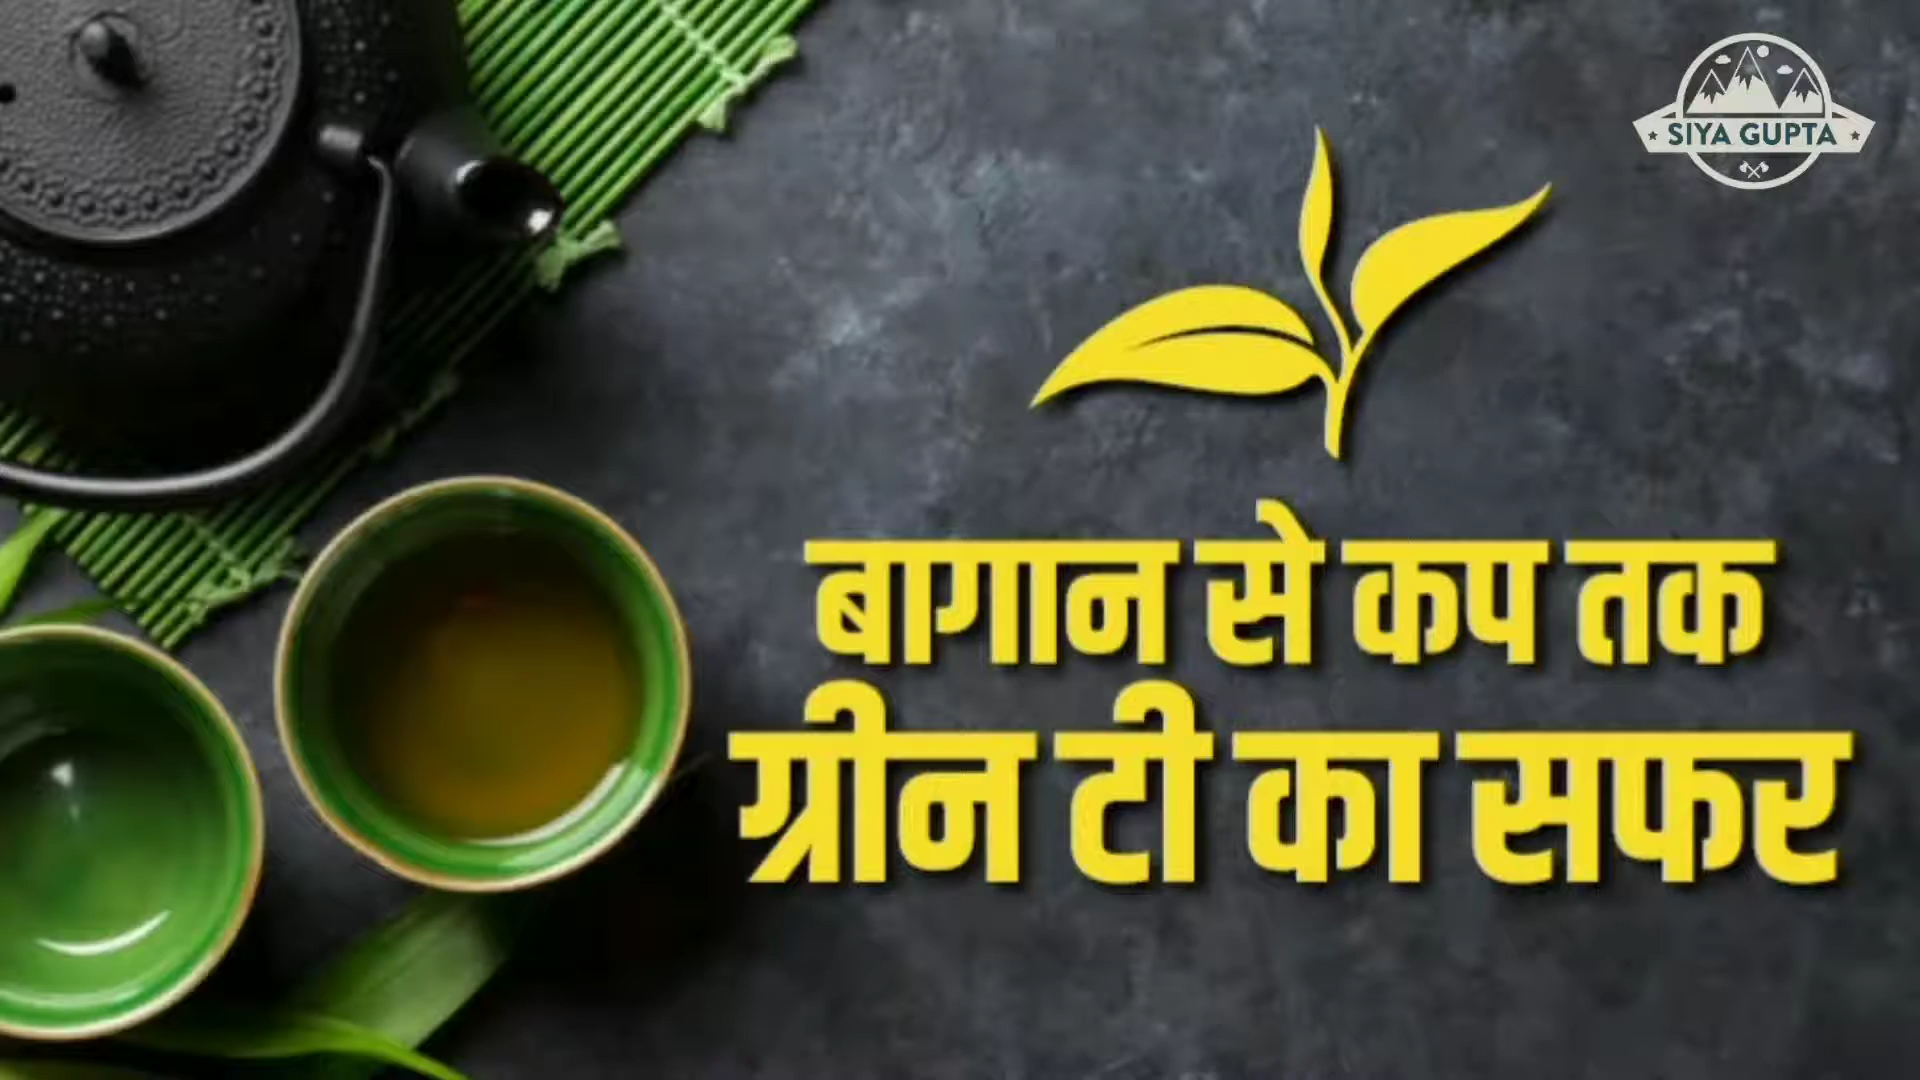 SIYA GUPTA
बागान से कप तक
ग्रीन टी का सफर